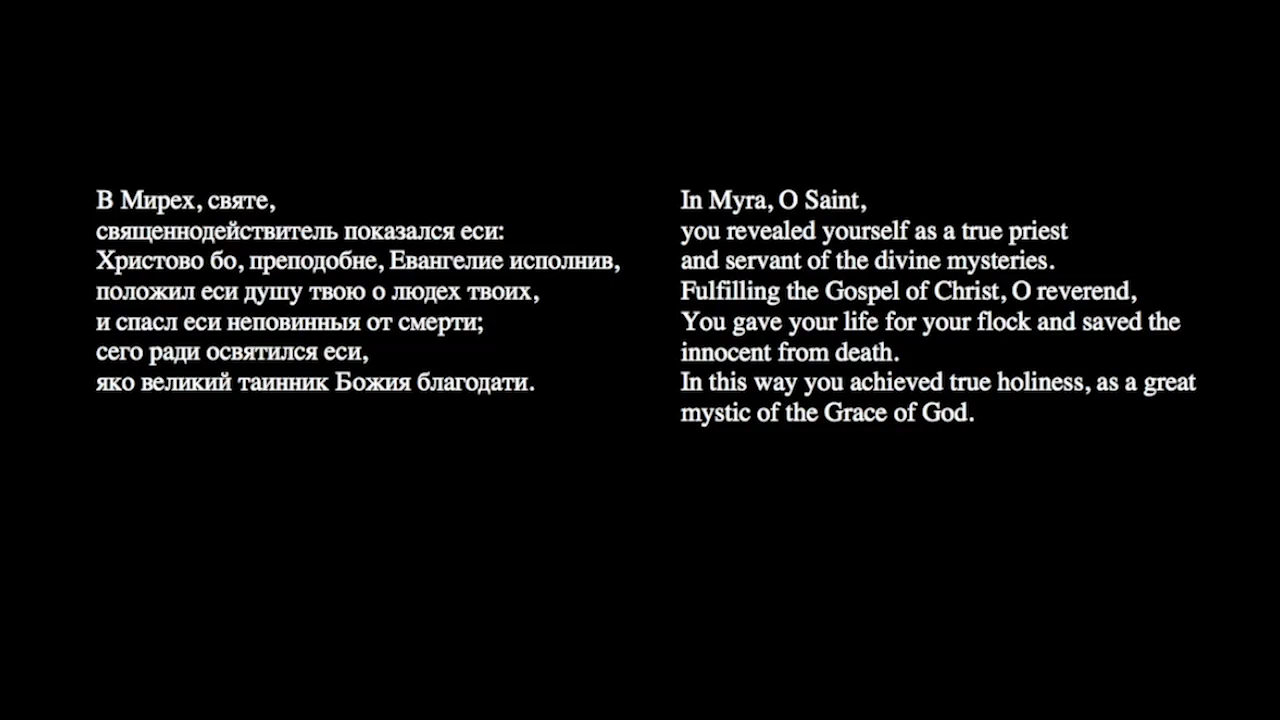 В Мирех, святе,
священнодействитель показался еси:
Христово бо, преподобне, Евангелие исполнив,
положил еси душу твою о людех твоих,
и спасл еси неповинныя от смерти;
сего ради освятился еси,
яко великий таинник Божия благодати.
In Myra, O Saint,
you revealed yourself as a true priest
and servant of the divine mysteries.
Fulfilling the Gospel of Christ, O reverend,
You gave your life for your flock and saved the
innocent from death.
In this way you achieved true holiness, as a great
mystic of the Grace of God.